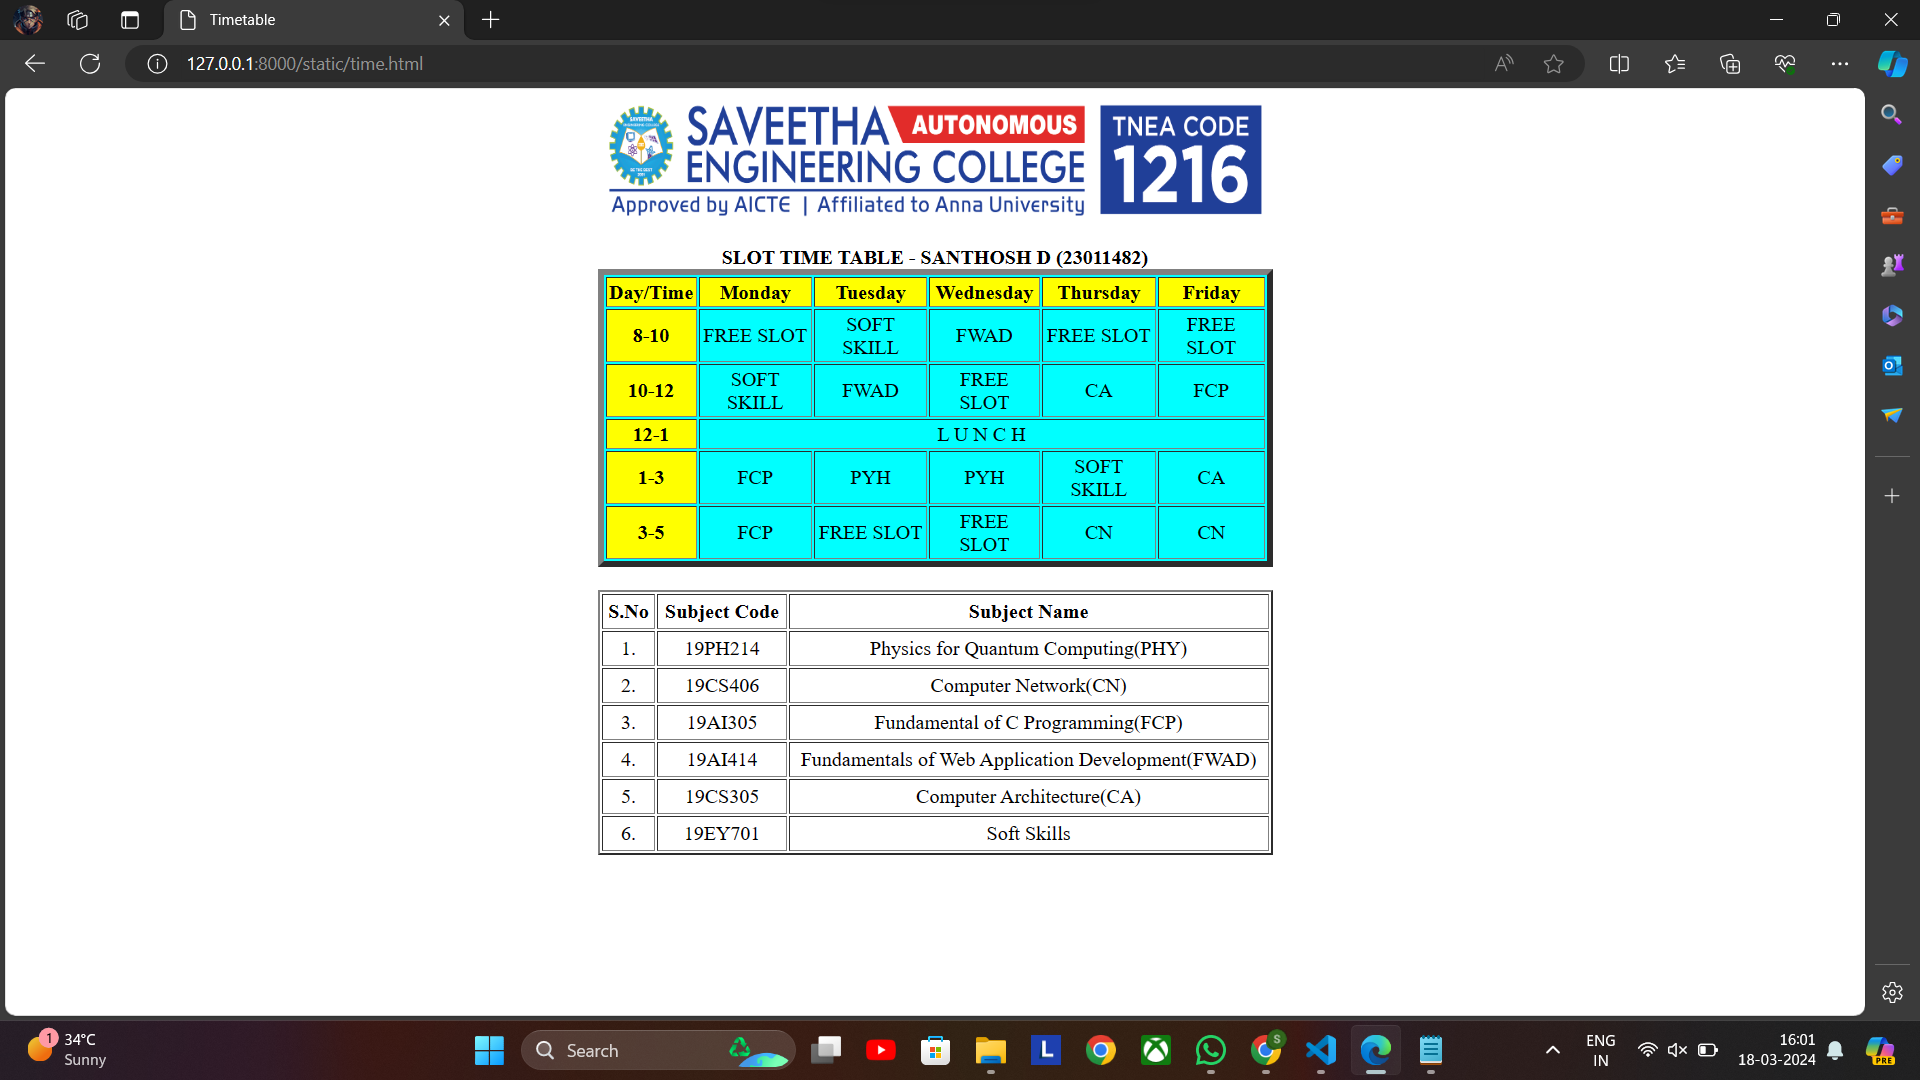 Timetable
127.0.0.1:8000/static/time.html
SAVEETHA AUTONOMOUS
ENGINEERING COLLEGE
Approved by AICTE | Affiliated to Anna University
TNEA CODE
1216
SLOT TIME TABLE - SANTHOSH D (23011482)
Day/Time Monday Tuesday Wednesday Thursday Friday
8-10 FREE SLOT SOFT SKILL FWAD FREE SLOT FREE SLOT
10-12 SOFT SKILL FWAD FREE SLOT CA FCP
12-1 L U N C H
1-3 FCP PYH PYH SOFT SKILL CA
3-5 FCP FREE SLOT FREE SLOT CN CN
S.No Subject Code Subject Name
1. 19PH214 Physics for Quantum Computing(PHY)
2. 19CS406 Computer Network(CN)
3. 19AI305 Fundamental of C Programming(FCP)
4. 19AI414 Fundamentals of Web Application Development(FWAD)
5. 19CS305 Computer Architecture(CA)
6. 19EY701 Soft Skills
1
34°C
Sunny
Search
L
S
ENG
IN
16:01
18-03-2024
PRE